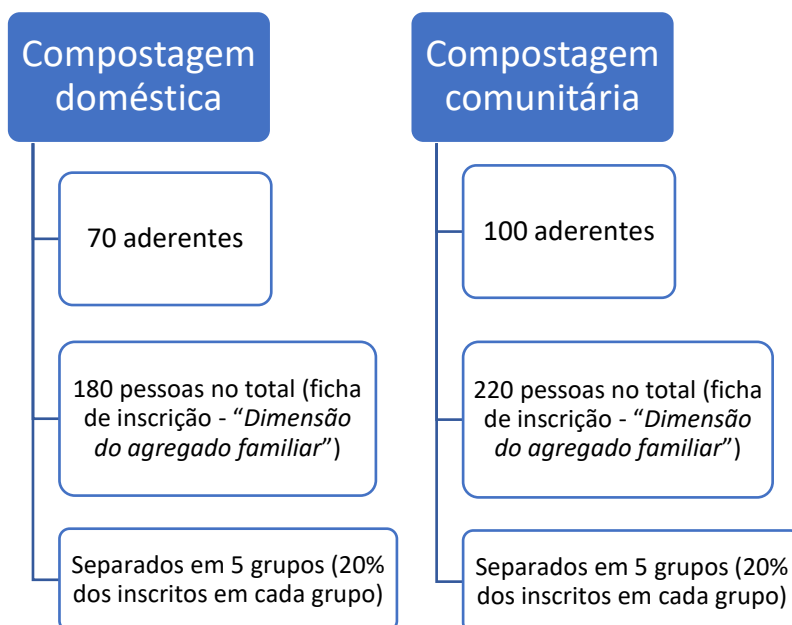 Compostagem
doméstica
70 aderentes
180 pessoas no total (ficha
de inscrição - “Dimensão
do agregado familiar”)
Separados em 5 grupos (20%
dos inscritos em cada grupo)
Compostagem
comunitária
100 aderentes
220 pessoas no total (ficha
de inscrição - “Dimensão
do agregado familiar”)
Separados em 5 grupos (20%
dos inscritos em cada grupo)